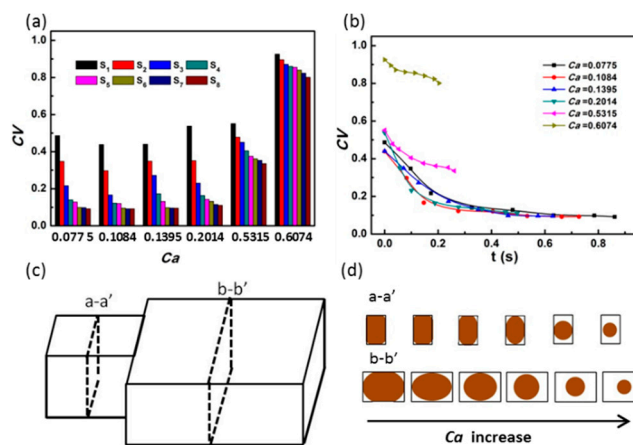 (a)
CV
1.0
0.8
0.6
0.4
0.2
0.0
S₁ S₂ S₃ S₄
S₅ S₆ S₇ S₈
0.0775 0.1084 0.1395 0.2014 0.5315 0.6074
Ca
(b)
CV
1.0
0.8
0.6
0.4
0.2
0.0
Ca=0.0775
Ca=0.1084
Ca=0.1395
Ca=0.2014
Ca=0.5315
Ca=0.6074
0.0 0.2 0.4 0.6 0.8
t (s)
(c)
a-a’
b-b’
(d)
a-a’
b-b’
Ca increase